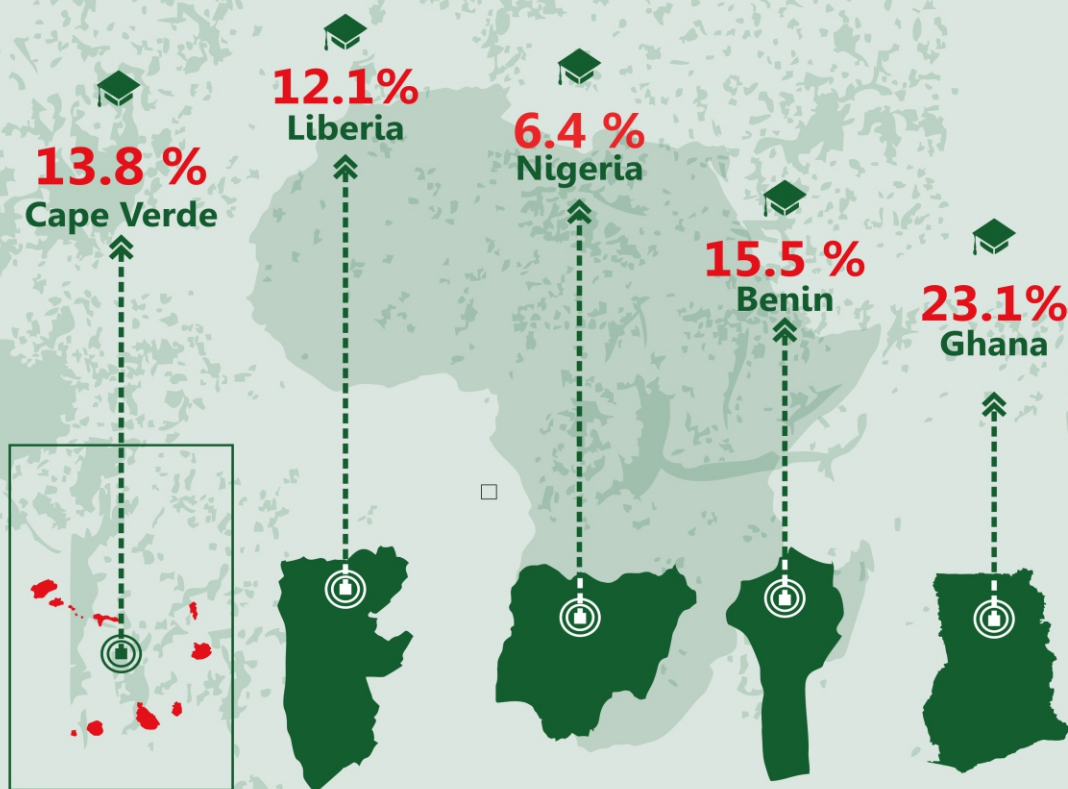 13.8 %
Cape Verde
12.1%
Liberia
6.4 %
Nigeria
15.5 %
Benin
23.1%
Ghana